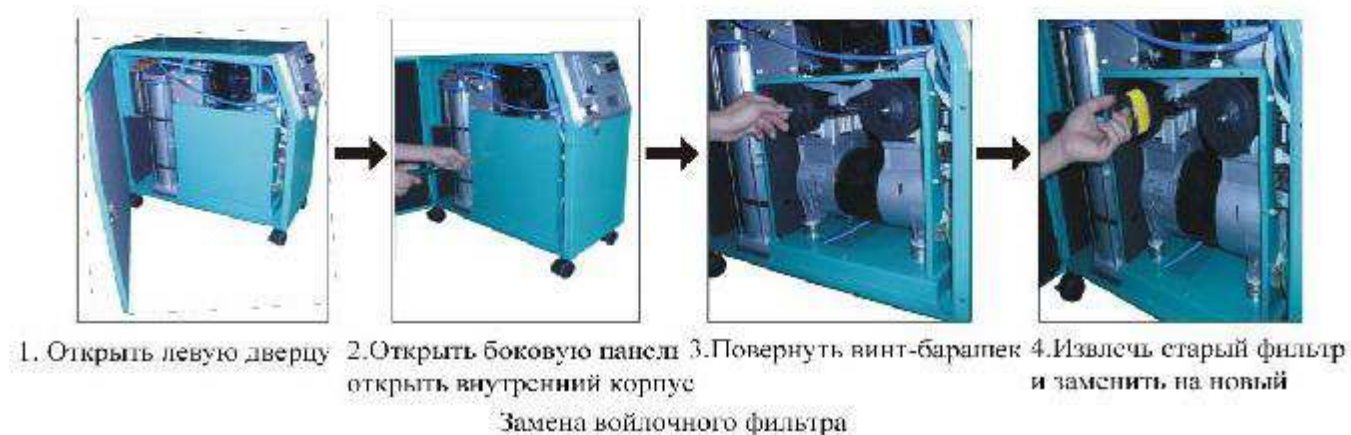 1. Открыть левую дверцу
2.Открыть боковую панель
открыть внутренний корпус
3.Повернуть винт-барашек
4.Извлечь старый фильтр
и заменить на новый
Замена войлочного фильтра